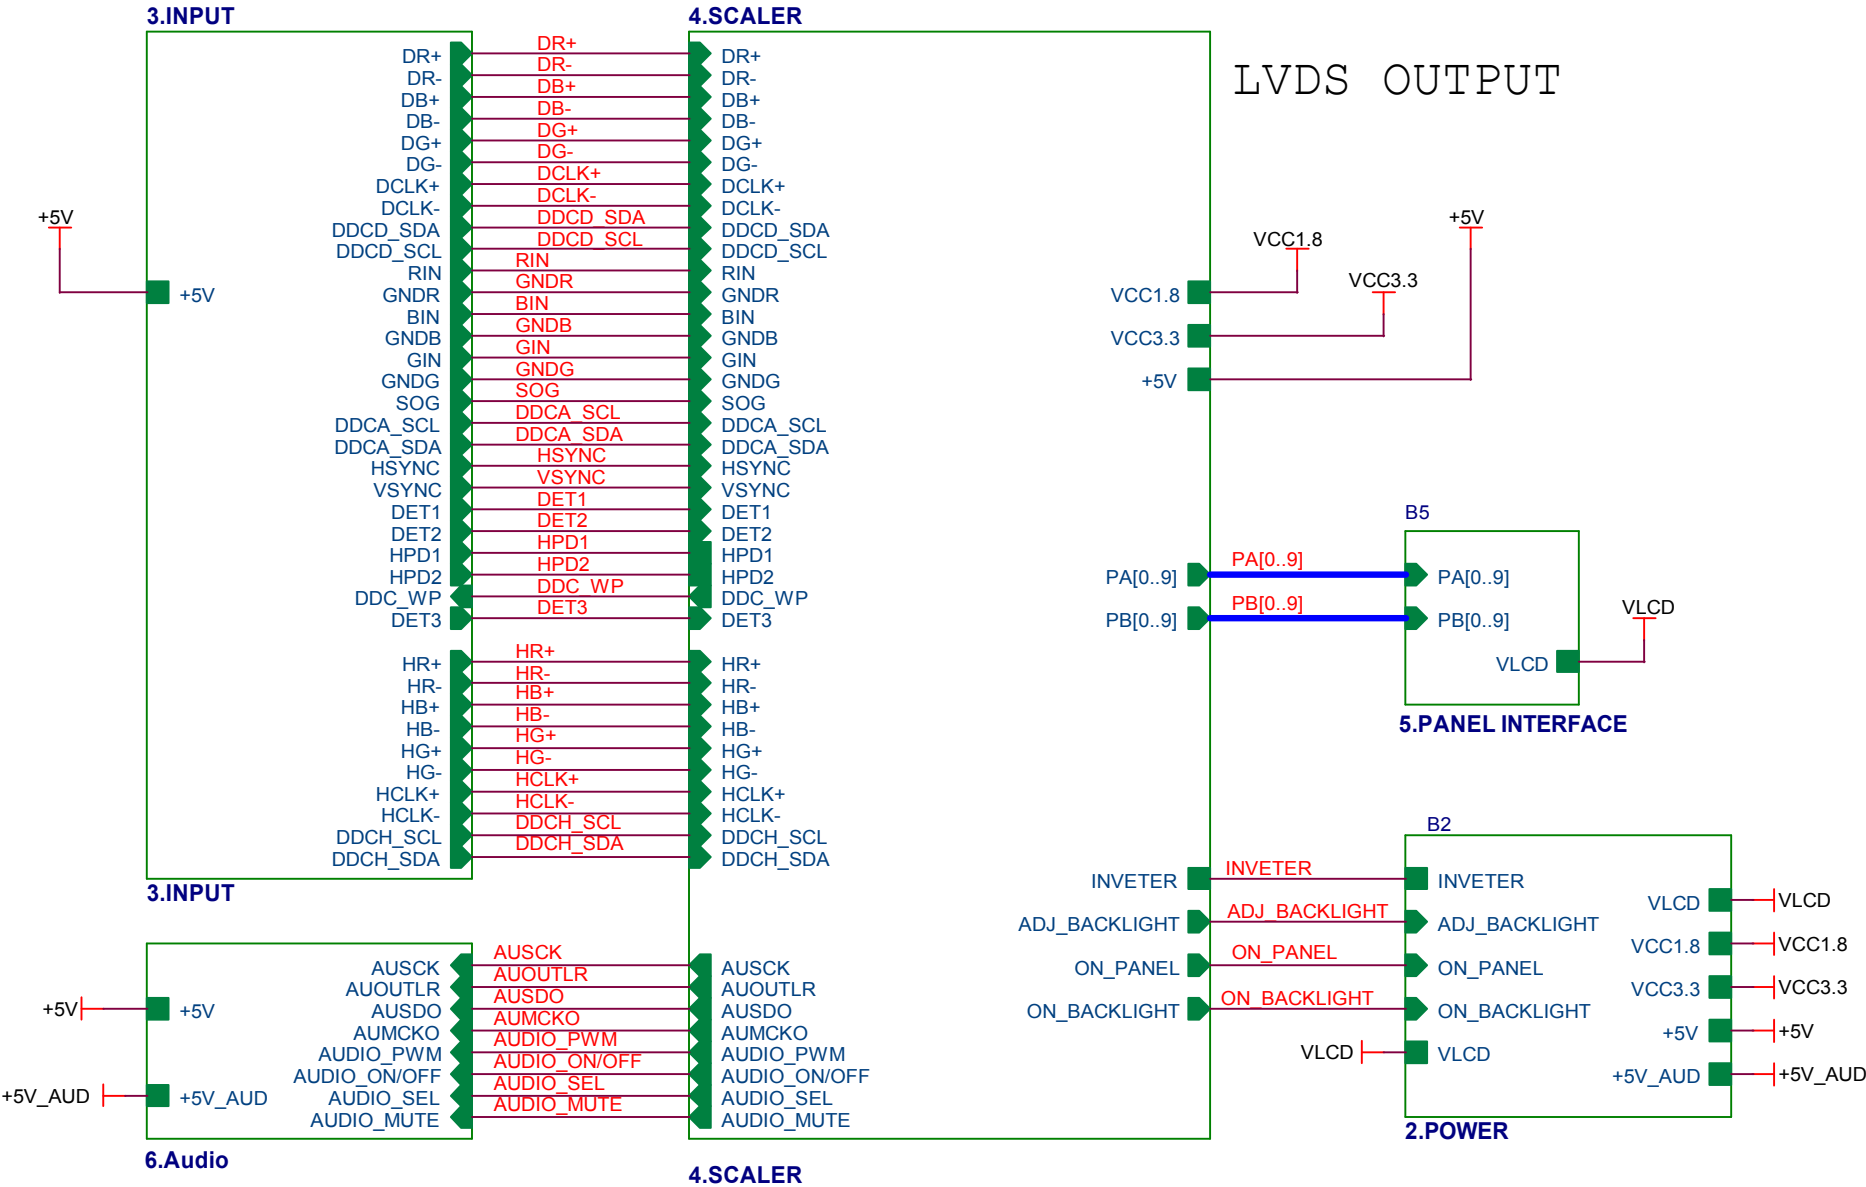 3.INPUT
4.SCALER
LVDS OUTPUT
DR+ DR+ DR+
DR- DR- DR-
DB+ DB+ DB+
DB- DB- DB-
DG+ DG+ DG+
DG- DG- DG-
DCLK+ DCLK+ DCLK+
DCLK- DCLK- DCLK-
DDCD_SDA DDCD_SDA DDCD_SDA
DDCD_SCL DDCD_SCL DDCD_SCL
RIN RIN RIN
GNDR GNDR GNDR
BIN BIN BIN
GNDB GNDB GNDB
GIN GIN GIN
GNDG GNDG GNDG
SOG SOG SOG
DDCA_SCL DDCA_SCL DDCA_SCL
DDCA_SDA DDCA_SDA DDCA_SDA
HSYNC HSYNC HSYNC
VSYNC VSYNC VSYNC
DET1 DET1 DET1
DET2 DET2 DET2
HPD1 HPD1 HPD1
HPD2 HPD2 HPD2
DDC_WP DDC_WP DDC_WP
DET3 DET3 DET3
HR+ HR+ HR+
HR- HR- HR-
HB+ HB+ HB+
HB- HB- HB-
HG+ HG+ HG+
HG- HG- HG-
HCLK+ HCLK+ HCLK+
HCLK- HCLK- HCLK-
DDCH_SCL DDCH_SCL DDCH_SCL
DDCH_SDA DDCH_SDA DDCH_SDA
+5V
+5V
3.INPUT
AUSCK AUSCK AUSCK
AUOUTLR AUOUTLR AUOUTLR
AUSDO AUSDO AUSDO
AUMCKO AUMCKO AUMCKO
AUDIO_PWM AUDIO_PWM AUDIO_PWM
AUDIO_ON/OFF AUDIO_ON/OFF AUDIO_ON/OFF
AUDIO_SEL AUDIO_SEL AUDIO_SEL
AUDIO_MUTE AUDIO_MUTE AUDIO_MUTE
+5V +5V
+5V_AUD +5V_AUD
6.Audio
4.SCALER
+5V
VCC1.8
VCC3.3
VCC1.8
VCC3.3
+5V
B5
PA[0..9] PA[0..9] PA[0..9]
PB[0..9] PB[0..9] PB[0..9]
VLCD
VLCD
5.PANEL INTERFACE
B2
INVETER INVETER INVETER
ADJ_BACKLIGHT ADJ_BACKLIGHT ADJ_BACKLIGHT
ON_PANEL ON_PANEL ON_PANEL
ON_BACKLIGHT ON_BACKLIGHT ON_BACKLIGHT
VLCD VLCD
VLCD VLCD
VCC1.8 VCC1.8
VCC3.3 VCC3.3
+5V +5V
+5V_AUD +5V_AUD
2.POWER